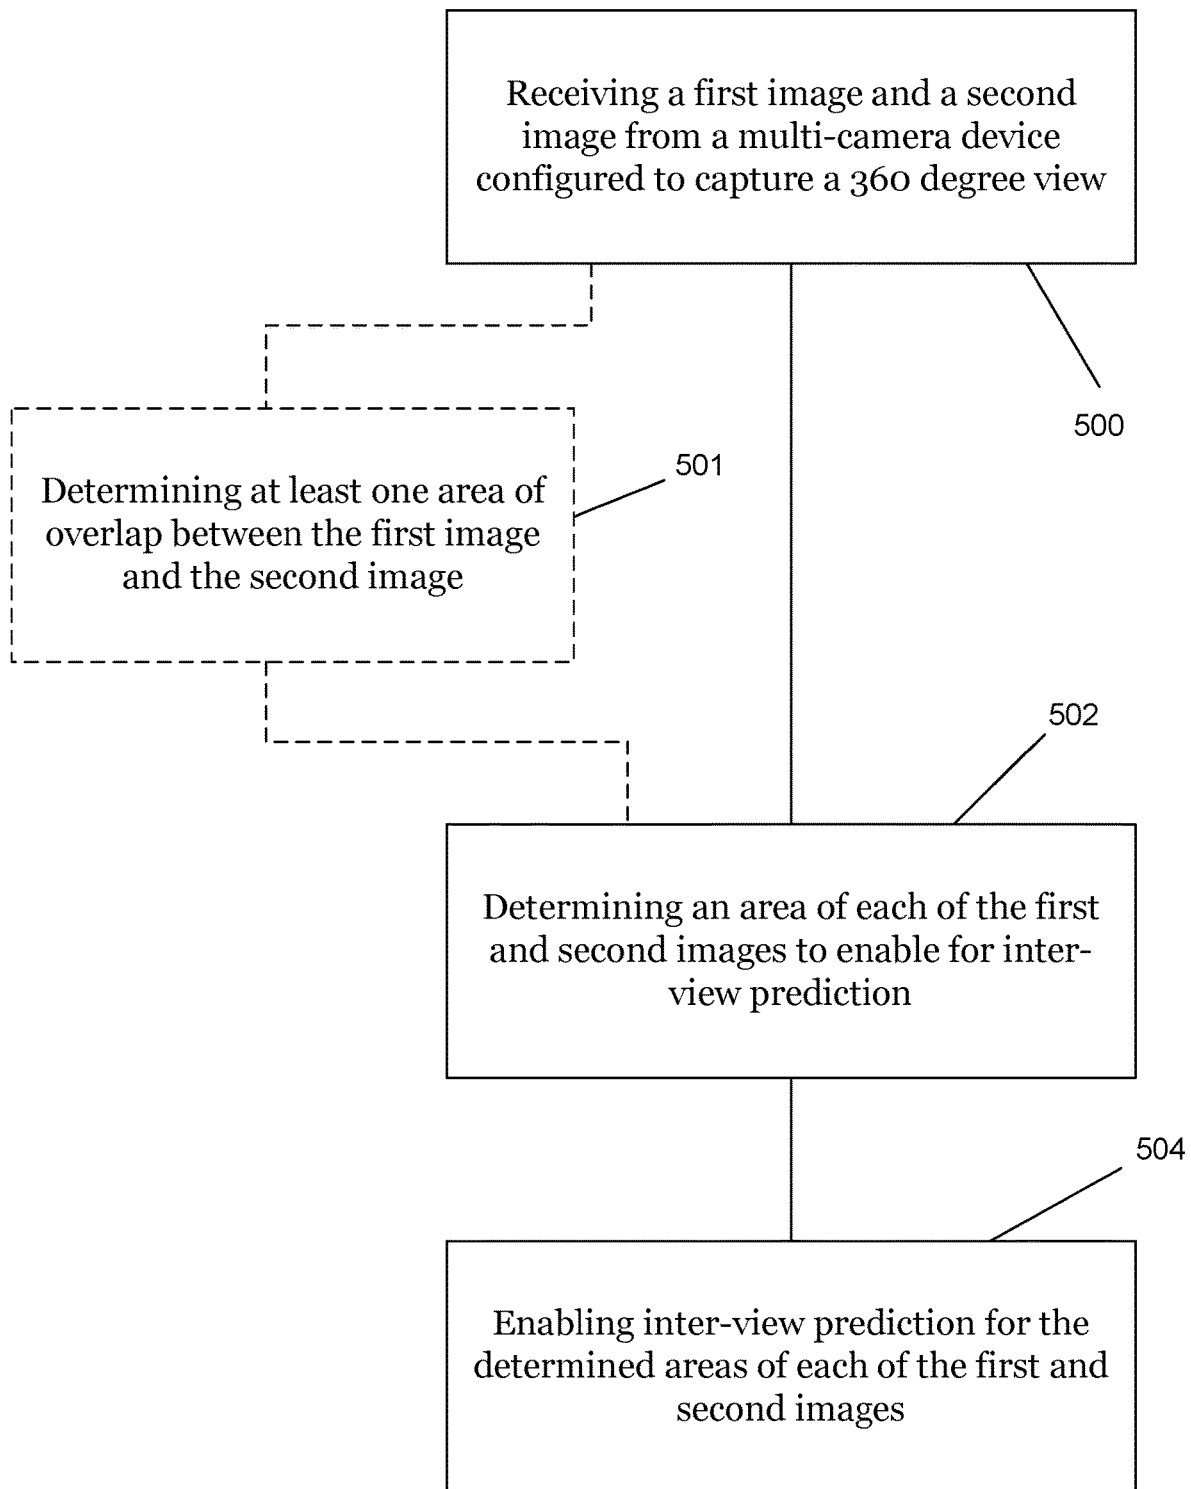 Receiving a first image and a second
image from a multi-camera device
configured to capture a 360 degree view
500
501
Determining at least one area of
overlap between the first image
and the second image
502
Determining an area of each of the first
and second images to enable for inter-
view prediction
504
Enabling inter-view prediction for the
determined areas of each of the first and
second images